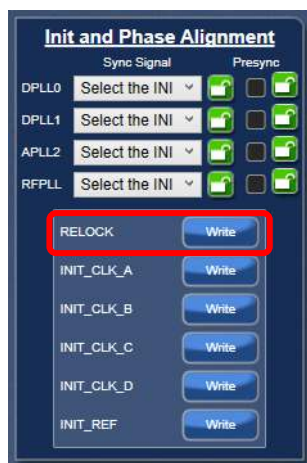 Init and Phase Alignment
Sync Signal Presync
DPLL0 Select the INI
DPLL1 Select the INI
APLL2 Select the INI
RFPLL Select the INI
RELOCK Write
INIT_CLK_A Write
INIT_CLK_B Write
INIT_CLK_C Write
INIT_CLK_D Write
INIT_REF Write